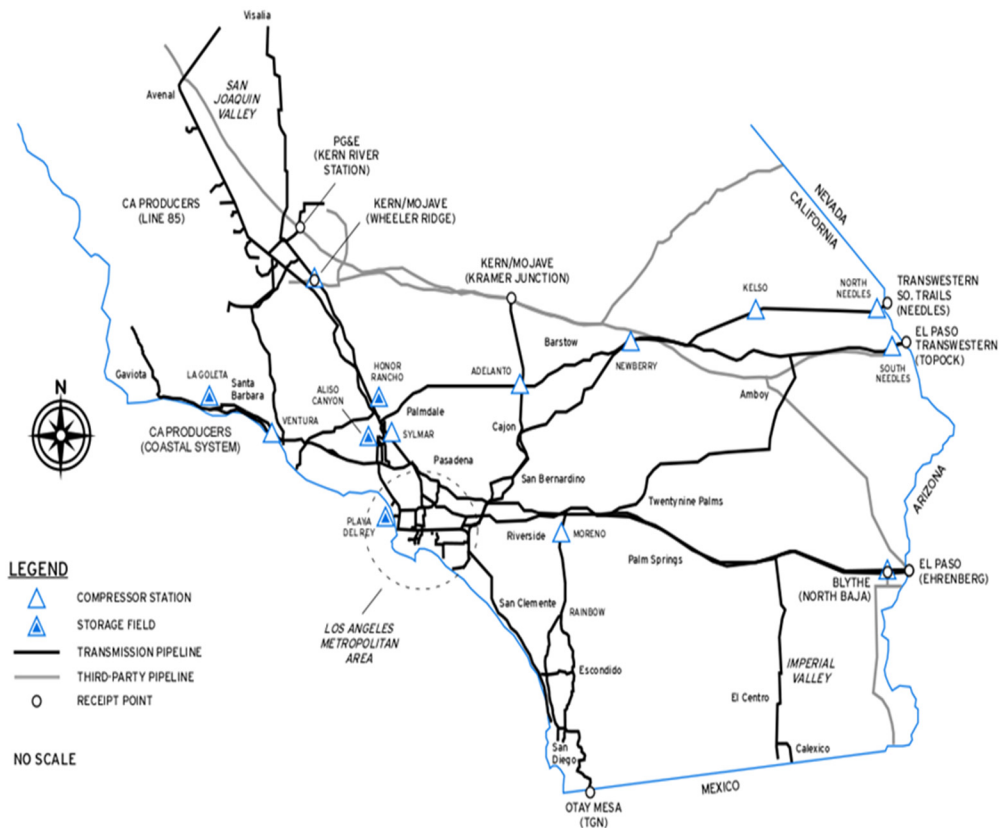 Visalia
Avenal
SAN
JOAQUIN
VALLEY
PG&E
(KERN RIVER
STATION)
CA PRODUCERS
(LINE 85)
KERN/MOJAVE
(WHEELER RIDGE)
KERN/MOJAVE
(KRAMER JUNCTION)
NEVADA
CALIFORNIA
KELSO
NORTH
NEEDLES
TRANSWESTERN
SO. TRAILS
(NEEDLES)
EL PASO
TRANSWESTERN
(TOPOCK)
SOUTH
NEEDLES
Barstow
NEWBERRY
ADELANTO
Amboy
Gaviota
LA GOLETA
Santa
Barbara
VENTURA
CA PRODUCERS
(COASTAL SYSTEM)
ALISO
CANYON
HONOR
RANCHO
Palmdale
SYLMAR
Cajon
Pasadena
San Bernardino
N
PLAYA
DEL REY
Riverside
MORENO
Twentynine Palms
Palm Springs
ARIZONA
BLYTHE
(NORTH BAJA)
EL PASO
(EHRENBERG)
LEGEND
COMPRESSOR STATION
STORAGE FIELD
TRANSMISSION PIPELINE
THIRD-PARTY PIPELINE
RECEIPT POINT
NO SCALE
LOS ANGELES
METROPOLITAN
AREA
San Clemente
RAINBOW
Escondido
IMPERIAL
VALLEY
El Centro
Calexico
San
Diego
MEXICO
OTAY MESA
(TGN)